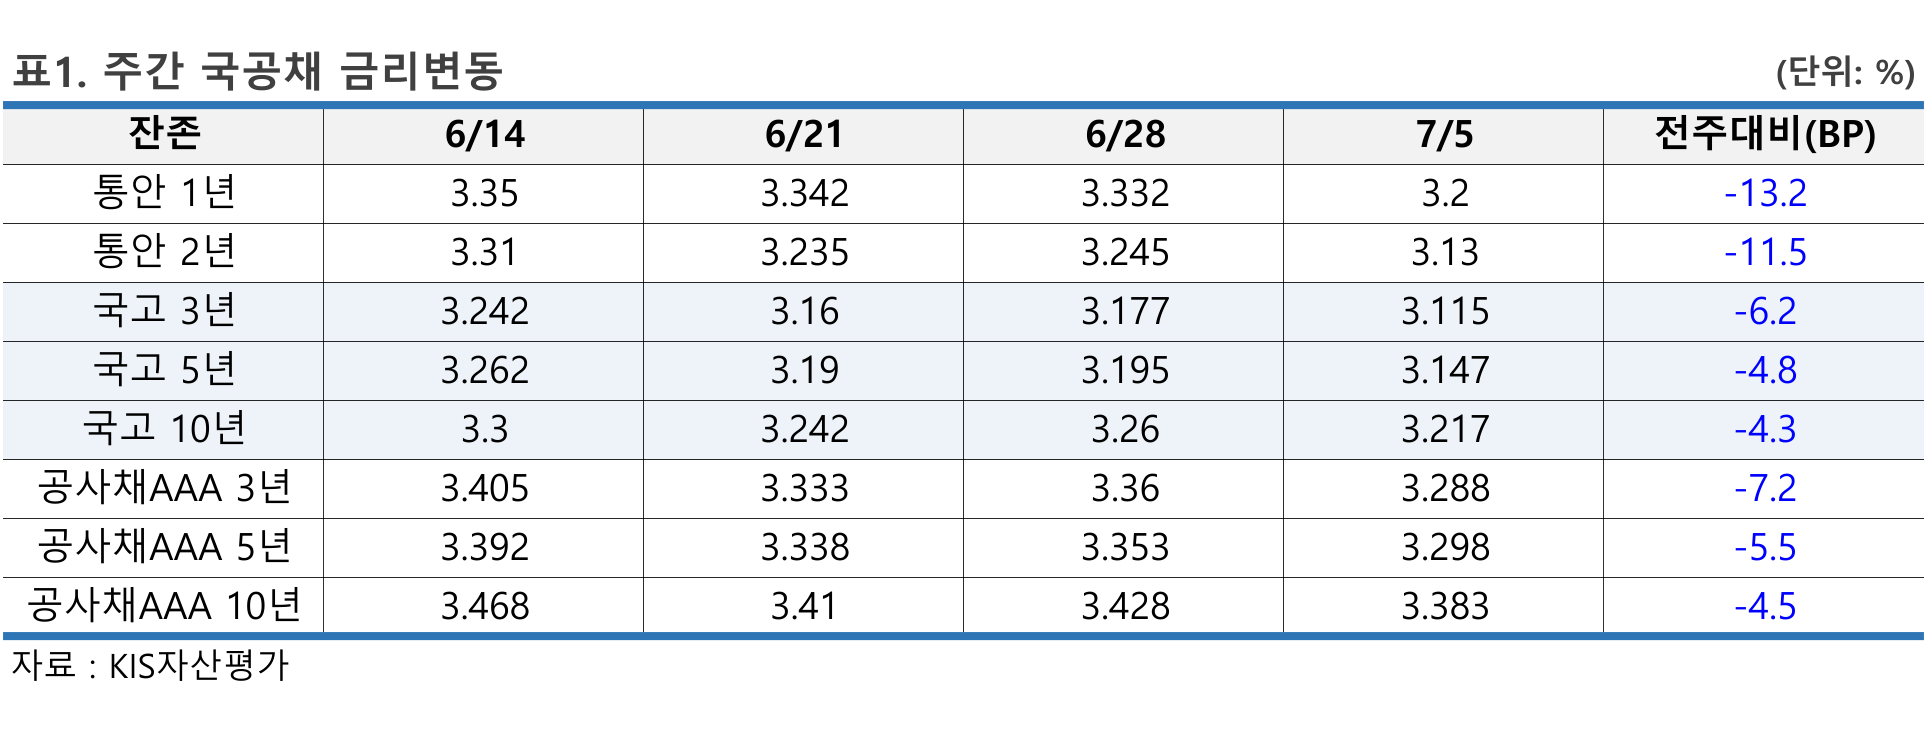 표1. 주간 국공채 금리변동 (단위: %)
잔존 6/14 6/21 6/28 7/5 전주대비(BP)
통안 1년 3.35 3.342 3.332 3.2 -13.2
통안 2년 3.31 3.235 3.245 3.13 -11.5
국고 3년 3.242 3.16 3.177 3.115 -6.2
국고 5년 3.262 3.19 3.195 3.147 -4.8
국고 10년 3.3 3.242 3.26 3.217 -4.3
공사채AAA 3년 3.405 3.333 3.36 3.288 -7.2
공사채AAA 5년 3.392 3.338 3.353 3.298 -5.5
공사채AAA 10년 3.468 3.41 3.428 3.383 -4.5
자료 : KIS자산평가